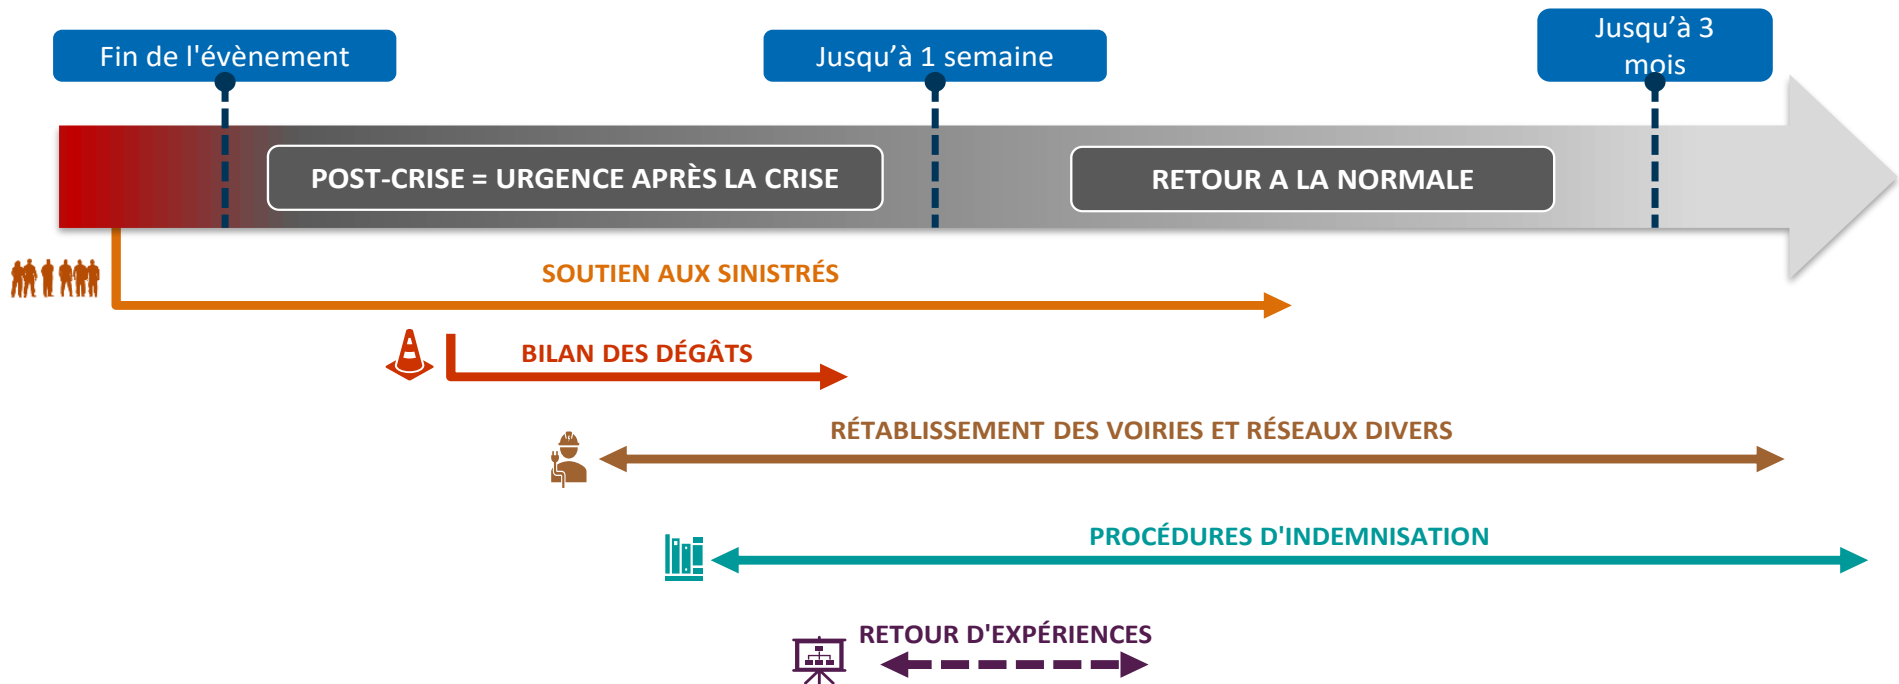 Fin de l'évènement
Jusqu’à 1 semaine
Jusqu’à 3
mois
POST-CRISE = URGENCE APRÈS LA CRISE
RETOUR A LA NORMALE
SOUTIEN AUX SINISTRÉS
BILAN DES DÉGÂTS
RÉTABLISSEMENT DES VOIRIES ET RÉSEAUX DIVERS
PROCÉDURES D'INDEMNISATION
RETOUR D'EXPÉRIENCES